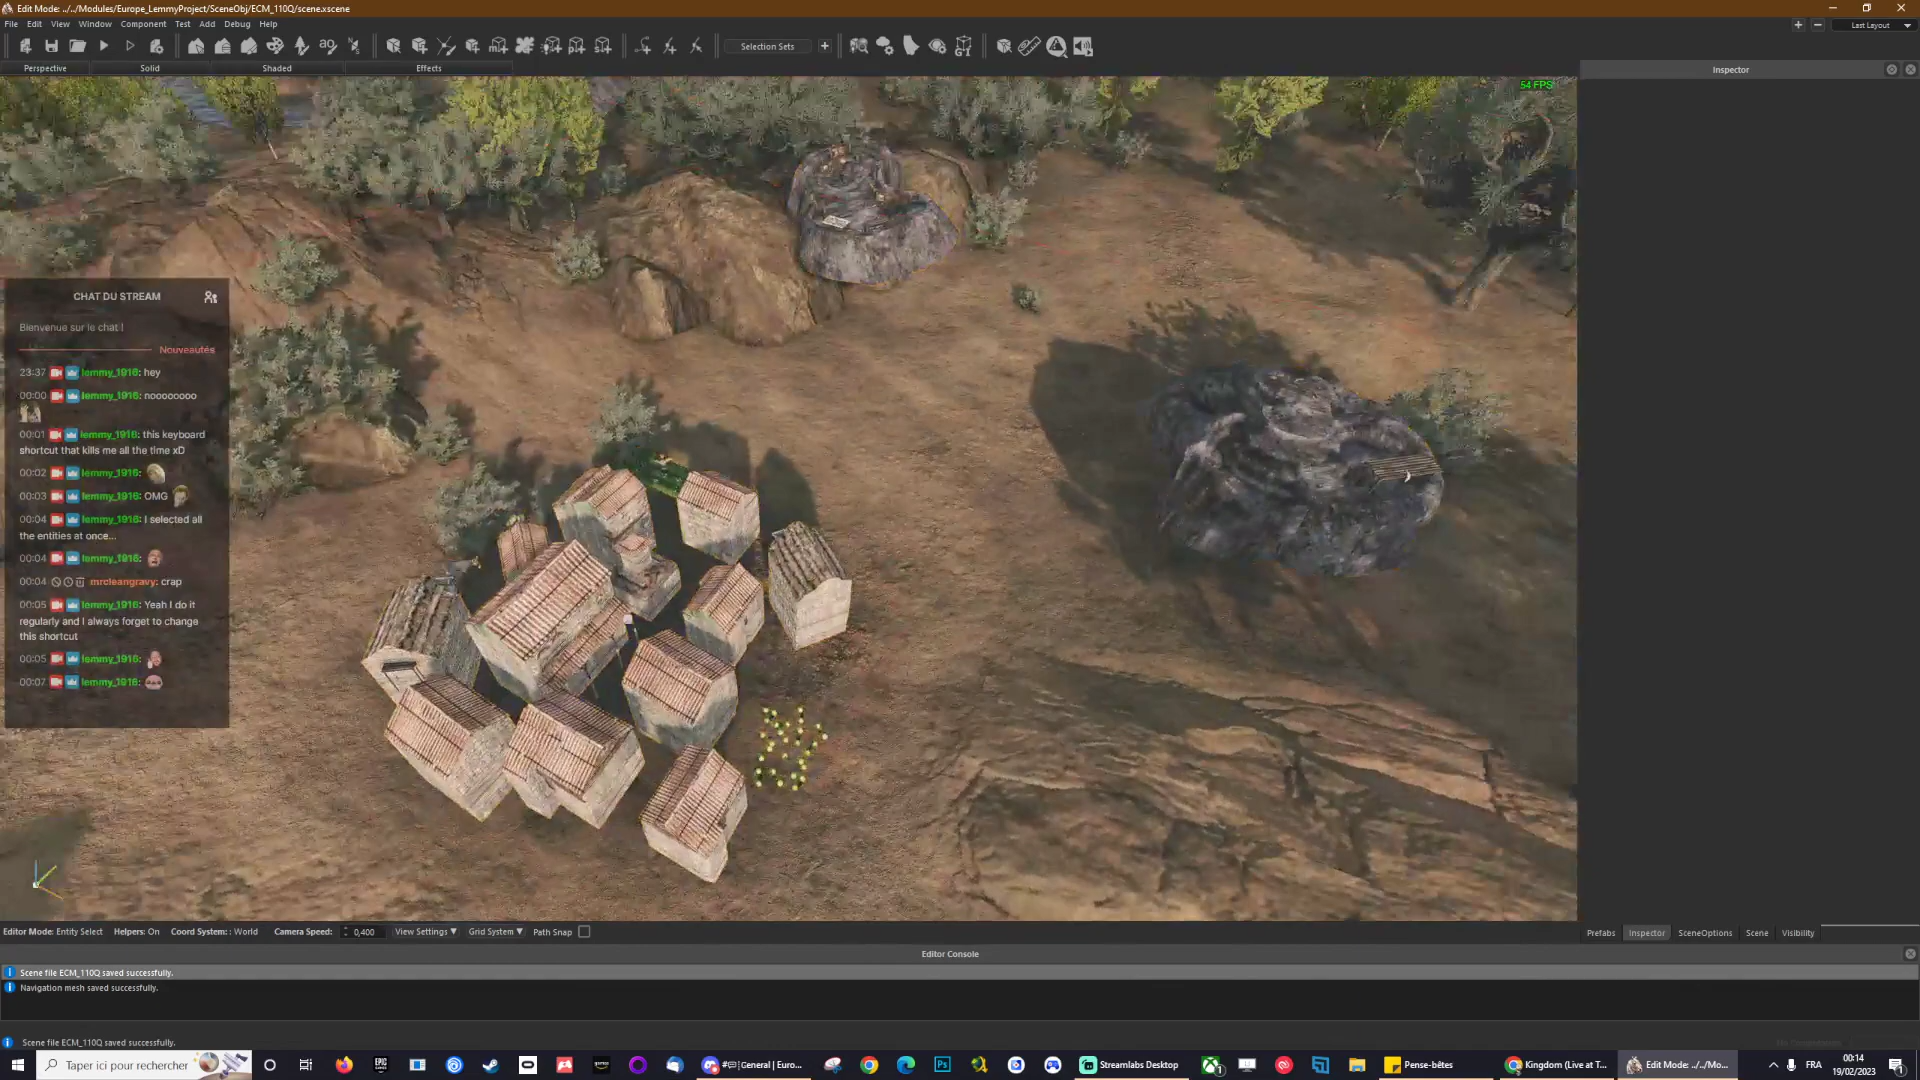 Edit Mode: ../../Modules/Europe_LemmyProject/SceneObj/ECM_110Q/scene.xscene
File Edit View Window Component Test Add Debug Help
Last Layout
Selection Sets
Perspective Solid Shaded Effects
Inspector
54 FPS
CHAT DU STREAM
Bienvenue sur le chat !
Nouveautés
23:37 lemmy_1916: hey
00:00 lemmy_1916: noooooooo
00:01 lemmy_1916: this keyboard
shortcut that kills me all the time xD
00:02 lemmy_1916:
00:03 lemmy_1916: OMG
00:04 lemmy_1916: I selected all
the entities at once...
00:04 lemmy_1916:
00:04 mrcleangravy: crap
00:05 lemmy_1916: Yeah I do it
regularly and I always forget to change
this shortcut
00:05 lemmy_1916:
00:07 lemmy_1916:
Editor Mode: Entity Select Helpers: On Coord System: : World Camera Speed: 0,400 View Settings Grid System Path Snap
Prefabs Inspector SceneOptions Scene Visibility
Editor Console
Scene file ECM_110Q saved successfully.
Navigation mesh saved successfully.
Scene file ECM_110Q saved successfully.
Taper ici pour rechercher
General | Euro...
Streamlabs Desktop
Pense-bêtes
Kingdom (Live at T...
Edit Mode: ../../Mo...
FRA
00:14
19/02/2023